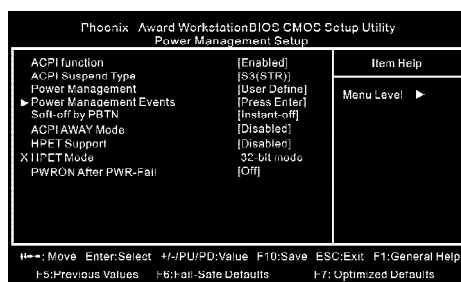 Phoenix - Award WorkstationBIOS CMOS Setup Utility
Power Management Setup
ACPI function [Enabled]
ACPI Suspend Type [S3(STR)]
Power Management [User Define]
▶ Power Management Events [Press Enter]
Soft-off by PBTN [Instant-off]
ACPI AWAY Mode [Disabled]
HPET Support [Disabled]
X HPET Mode 32-bit mode
PWRON After PWR-Fail [Off]
Item Help
Menu Level ▶
: Move Enter:Select +/-/PU/PD:Value F10:Save ESC:Exit F1:General Help
F5:Previous Values F6:Fail-Safe Defaults F7: Optimized Defaults